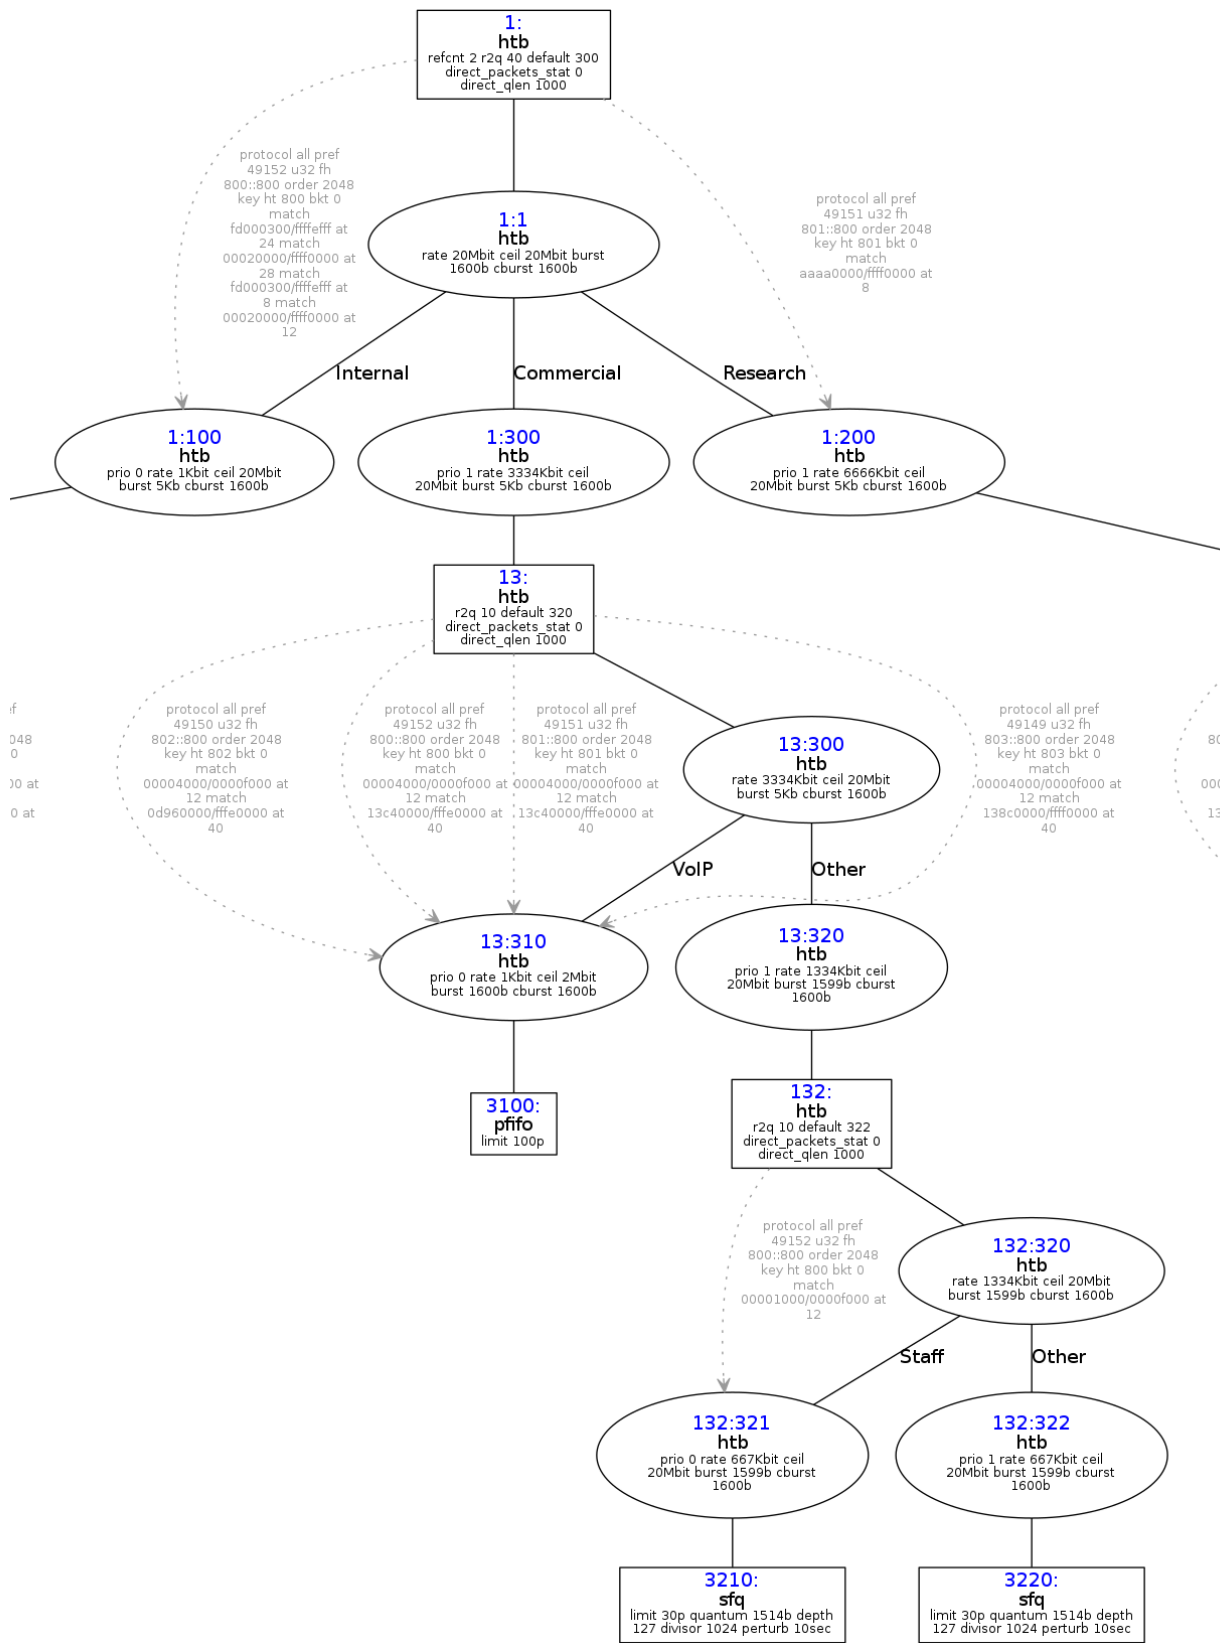 1:
htb
refcnt 2 r2q 40 default 300
direct_packets_stat 0
direct_qlen 1000
protocol all pref
49152 u32 fh
800::800 order 2048
key ht 800 bkt 0
match
fd000300/ffffefff at
24 match
00020000/ffff0000 at
28 match
fd000300/ffffefff at
8 match
00020000/ffff0000 at
12
protocol all pref
49151 u32 fh
801::800 order 2048
key ht 801 bkt 0
match
aaaa0000/ffff0000 at
8
1:1
htb
rate 20Mbit ceil 20Mbit burst
1600b cburst 1600b
Internal
Commercial
Research
1:100
htb
prio 0 rate 1Kbit ceil 20Mbit
burst 5Kb cburst 1600b
1:300
htb
prio 1 rate 3334Kbit ceil
20Mbit burst 5Kb cburst 1600b
1:200
htb
prio 1 rate 6666Kbit ceil
20Mbit burst 5Kb cburst 1600b
13:
htb
r2q 10 default 320
direct_packets_stat 0
direct_qlen 1000
048
0
00 at
0 at
protocol all pref
49150 u32 fh
802::800 order 2048
key ht 802 bkt 0
match
00004000/0000f000 at
12 match
0d960000/fffe0000 at
40
protocol all pref
49152 u32 fh
800::800 order 2048
key ht 800 bkt 0
match
00004000/0000f000 at
12 match
13c40000/fffe0000 at
40
protocol all pref
49151 u32 fh
801::800 order 2048
key ht 801 bkt 0
match
00004000/0000f000 at
12 match
13c40000/fffe0000 at
40
protocol all pref
49149 u32 fh
803::800 order 2048
key ht 803 bkt 0
match
00004000/0000f000 at
12 match
138c0000/ffff0000 at
40
80
000
13
13:300
htb
rate 3334Kbit ceil 20Mbit
burst 5Kb cburst 1600b
VoIP
Other
13:310
htb
prio 0 rate 1Kbit ceil 2Mbit
burst 1600b cburst 1600b
13:320
htb
prio 1 rate 1334Kbit ceil
20Mbit burst 1599b cburst
1600b
3100:
pfifo
limit 100p
132:
htb
r2q 10 default 322
direct_packets_stat 0
direct_qlen 1000
protocol all pref
49152 u32 fh
800::800 order 2048
key ht 800 bkt 0
match
00001000/0000f000 at
12
132:320
htb
rate 1334Kbit ceil 20Mbit
burst 1599b cburst 1600b
Staff
Other
132:321
htb
prio 0 rate 667Kbit ceil
20Mbit burst 1599b cburst
1600b
132:322
htb
prio 1 rate 667Kbit ceil
20Mbit burst 1599b cburst
1600b
3210:
sfq
limit 30p quantum 1514b depth
127 divisor 1024 perturb 10sec
3220:
sfq
limit 30p quantum 1514b depth
127 divisor 1024 perturb 10sec